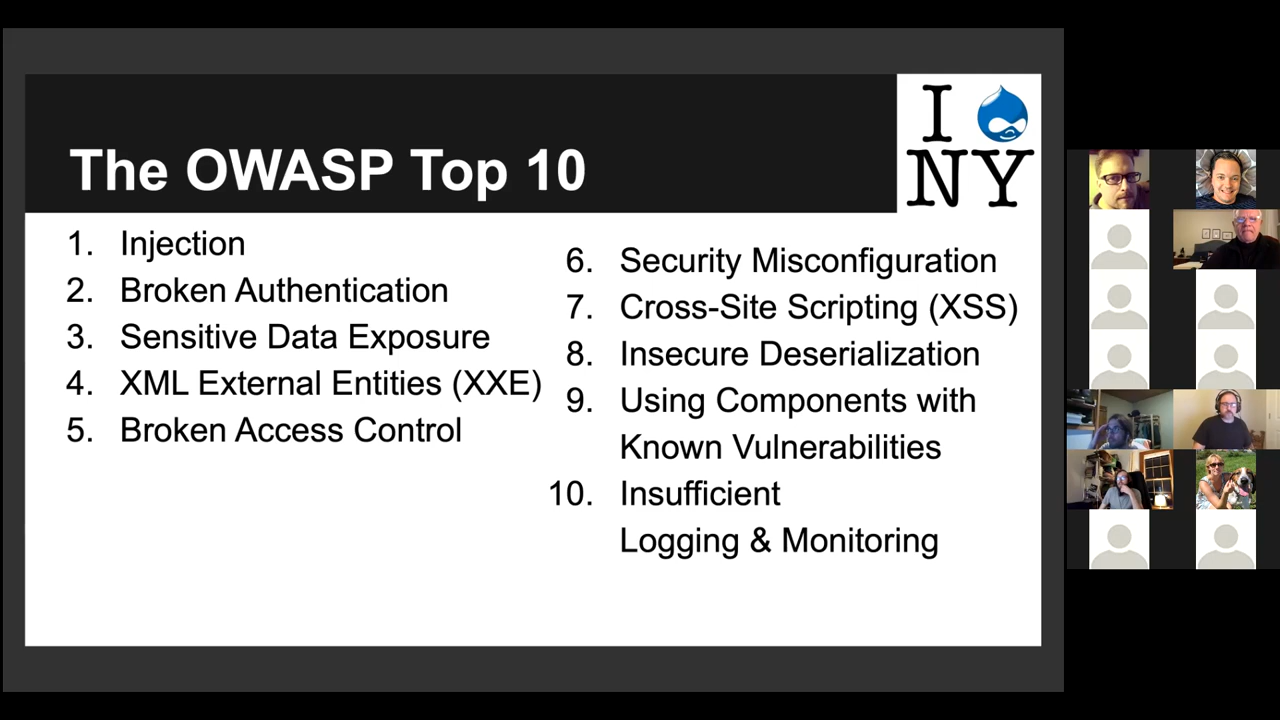 I
NY
The OWASP Top 10
1. Injection
2. Broken Authentication
3. Sensitive Data Exposure
4. XML External Entities (XXE)
5. Broken Access Control
6. Security Misconfiguration
7. Cross-Site Scripting (XSS)
8. Insecure Deserialization
9. Using Components with
Known Vulnerabilities
10. Insufficient
Logging & Monitoring